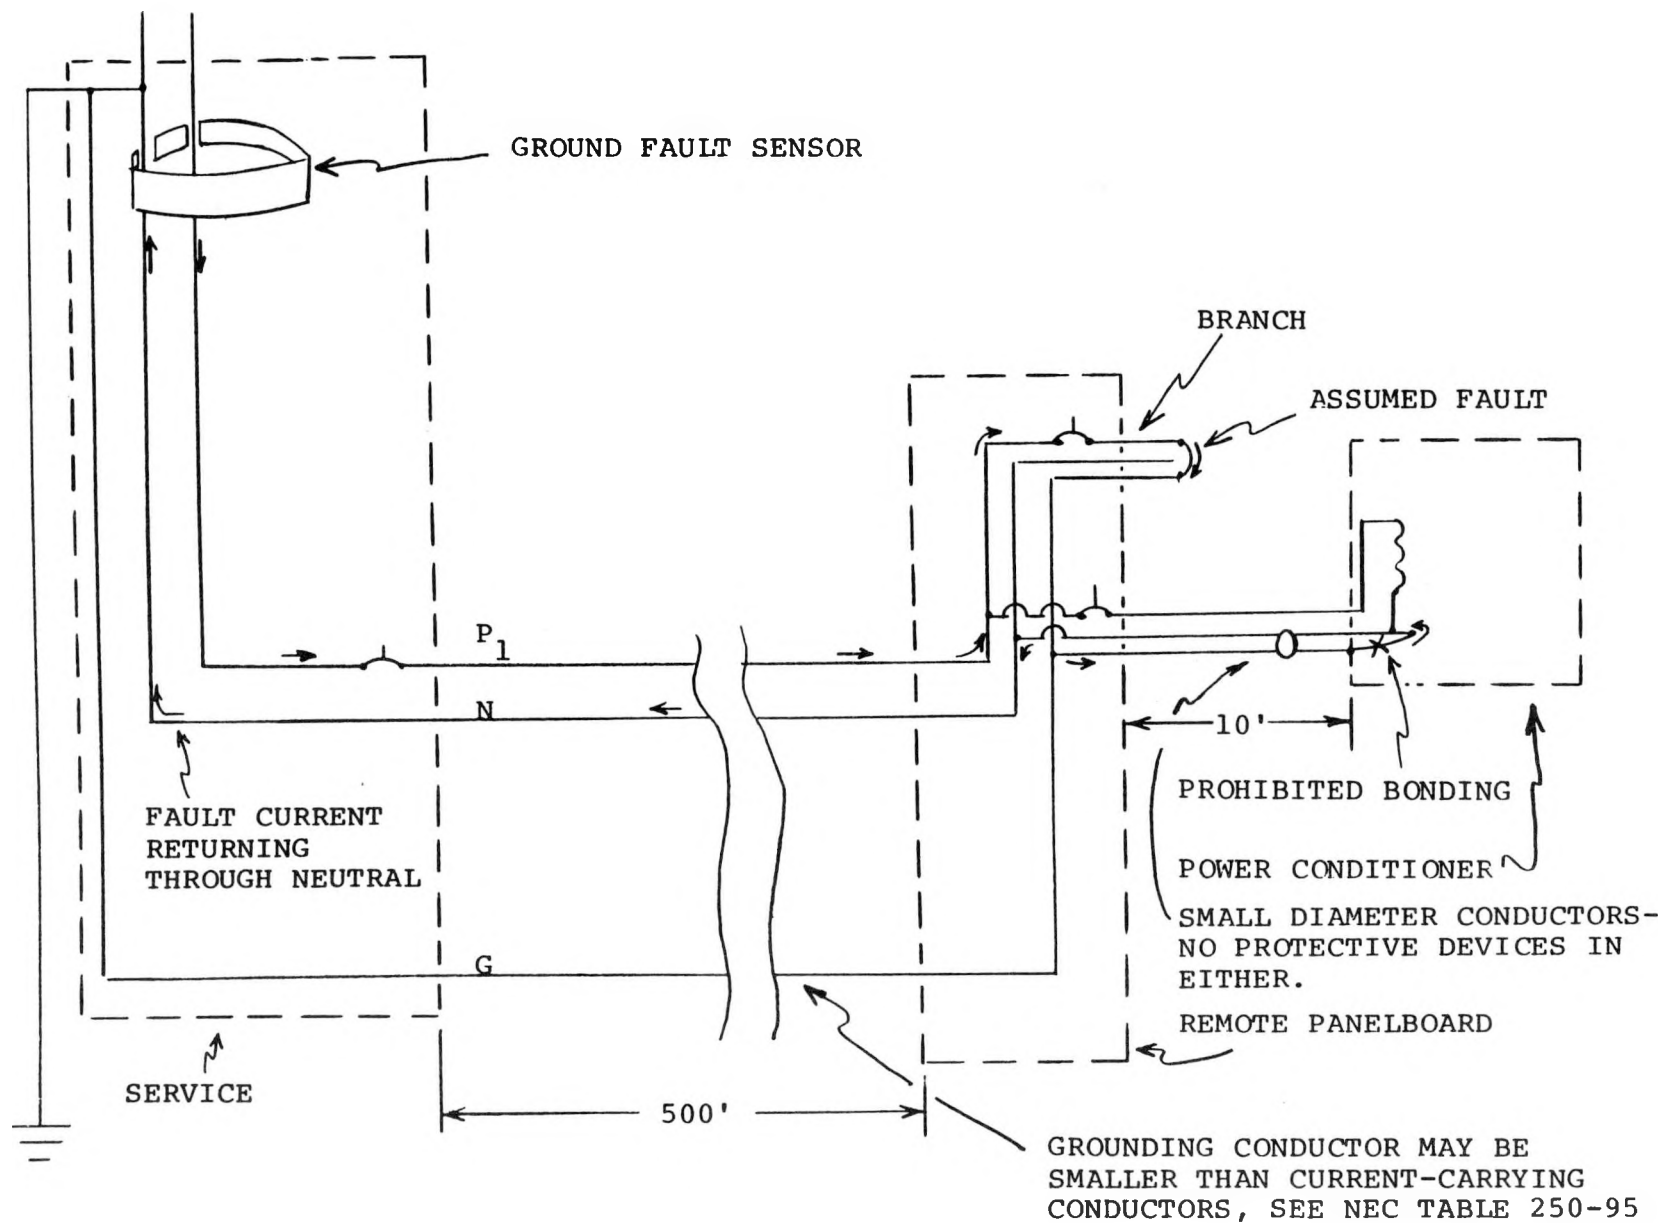 GROUND FAULT SENSOR
BRANCH
ASSUMED FAULT
P1
N
10'
PROHIBITED BONDING
FAULT CURRENT
RETURNING
THROUGH NEUTRAL
POWER CONDITIONER
SMALL DIAMETER CONDUCTORS-
NO PROTECTIVE DEVICES IN
EITHER.
G
REMOTE PANELBOARD
SERVICE
500'
GROUNDING CONDUCTOR MAY BE
SMALLER THAN CURRENT-CARRYING
CONDUCTORS, SEE NEC TABLE 250-95